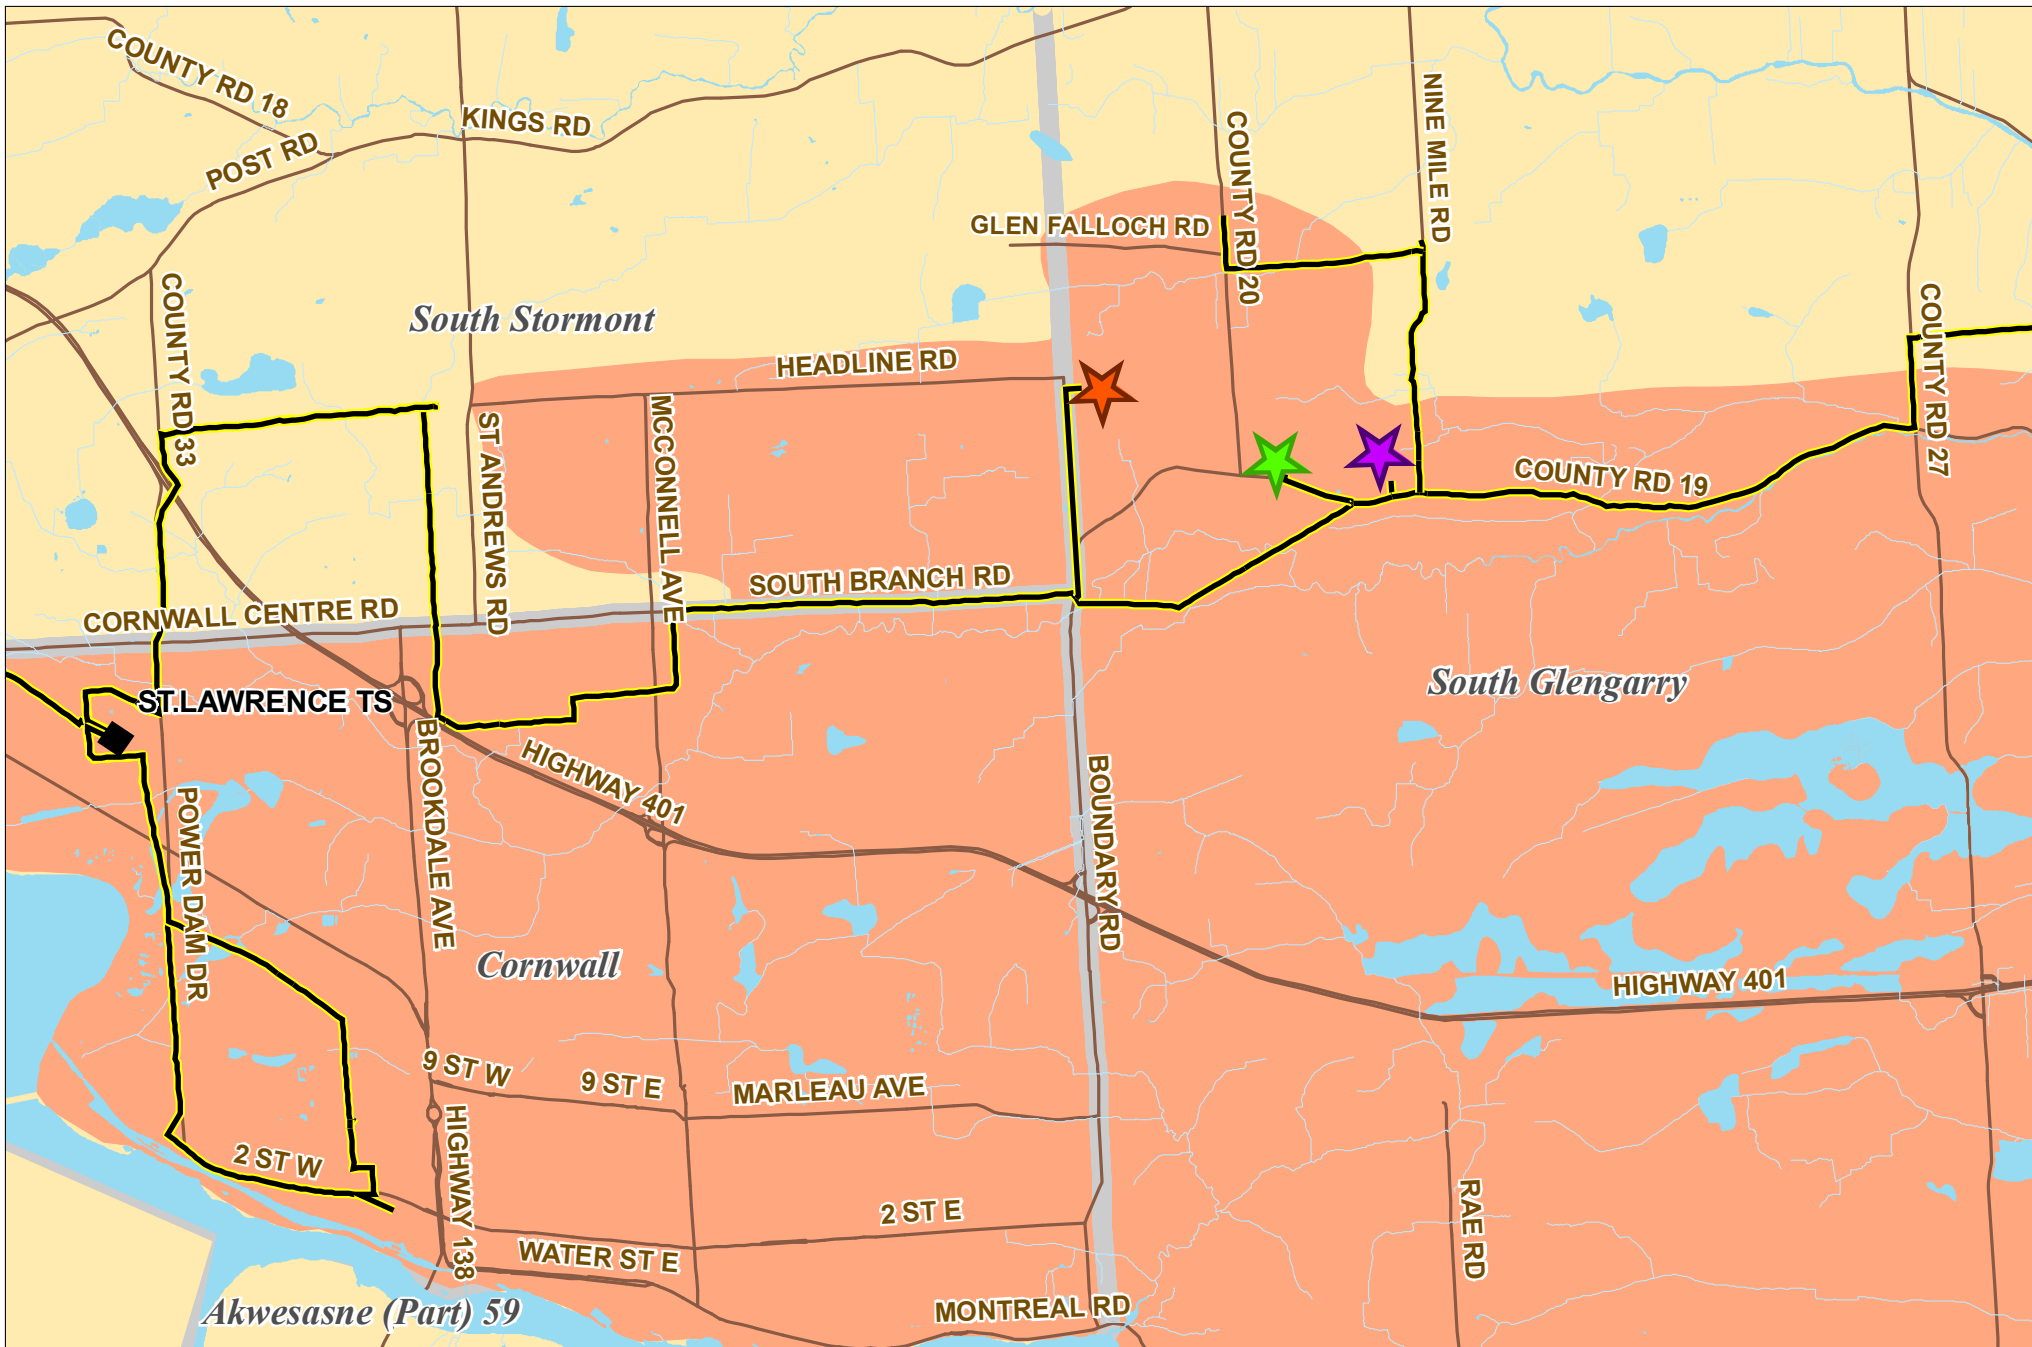 COUNTY RD 18
KINGS RD
POST RD
NINE MILE RD
COUNTY RD 20
GLEN FALLOCH RD
COUNTY RD 33
South Stormont
COUNTY RD 27
HEADLINE RD
ST ANDREWS RD
MCCONNELL AVE
COUNTY RD 19
SOUTH BRANCH RD
CORNWALL CENTRE RD
South Glengarry
ST.LAWRENCE TS
BROOKDALE AVE
HIGHWAY 401
BOUNDARY RD
POWER DAM DR
Cornwall
HIGHWAY 401
9 ST W
9 ST E
MARLEAU AVE
HIGHWAY 138
2 ST W
RAE RD
2 ST E
WATER ST E
Akwesasne (Part) 59
MONTREAL RD